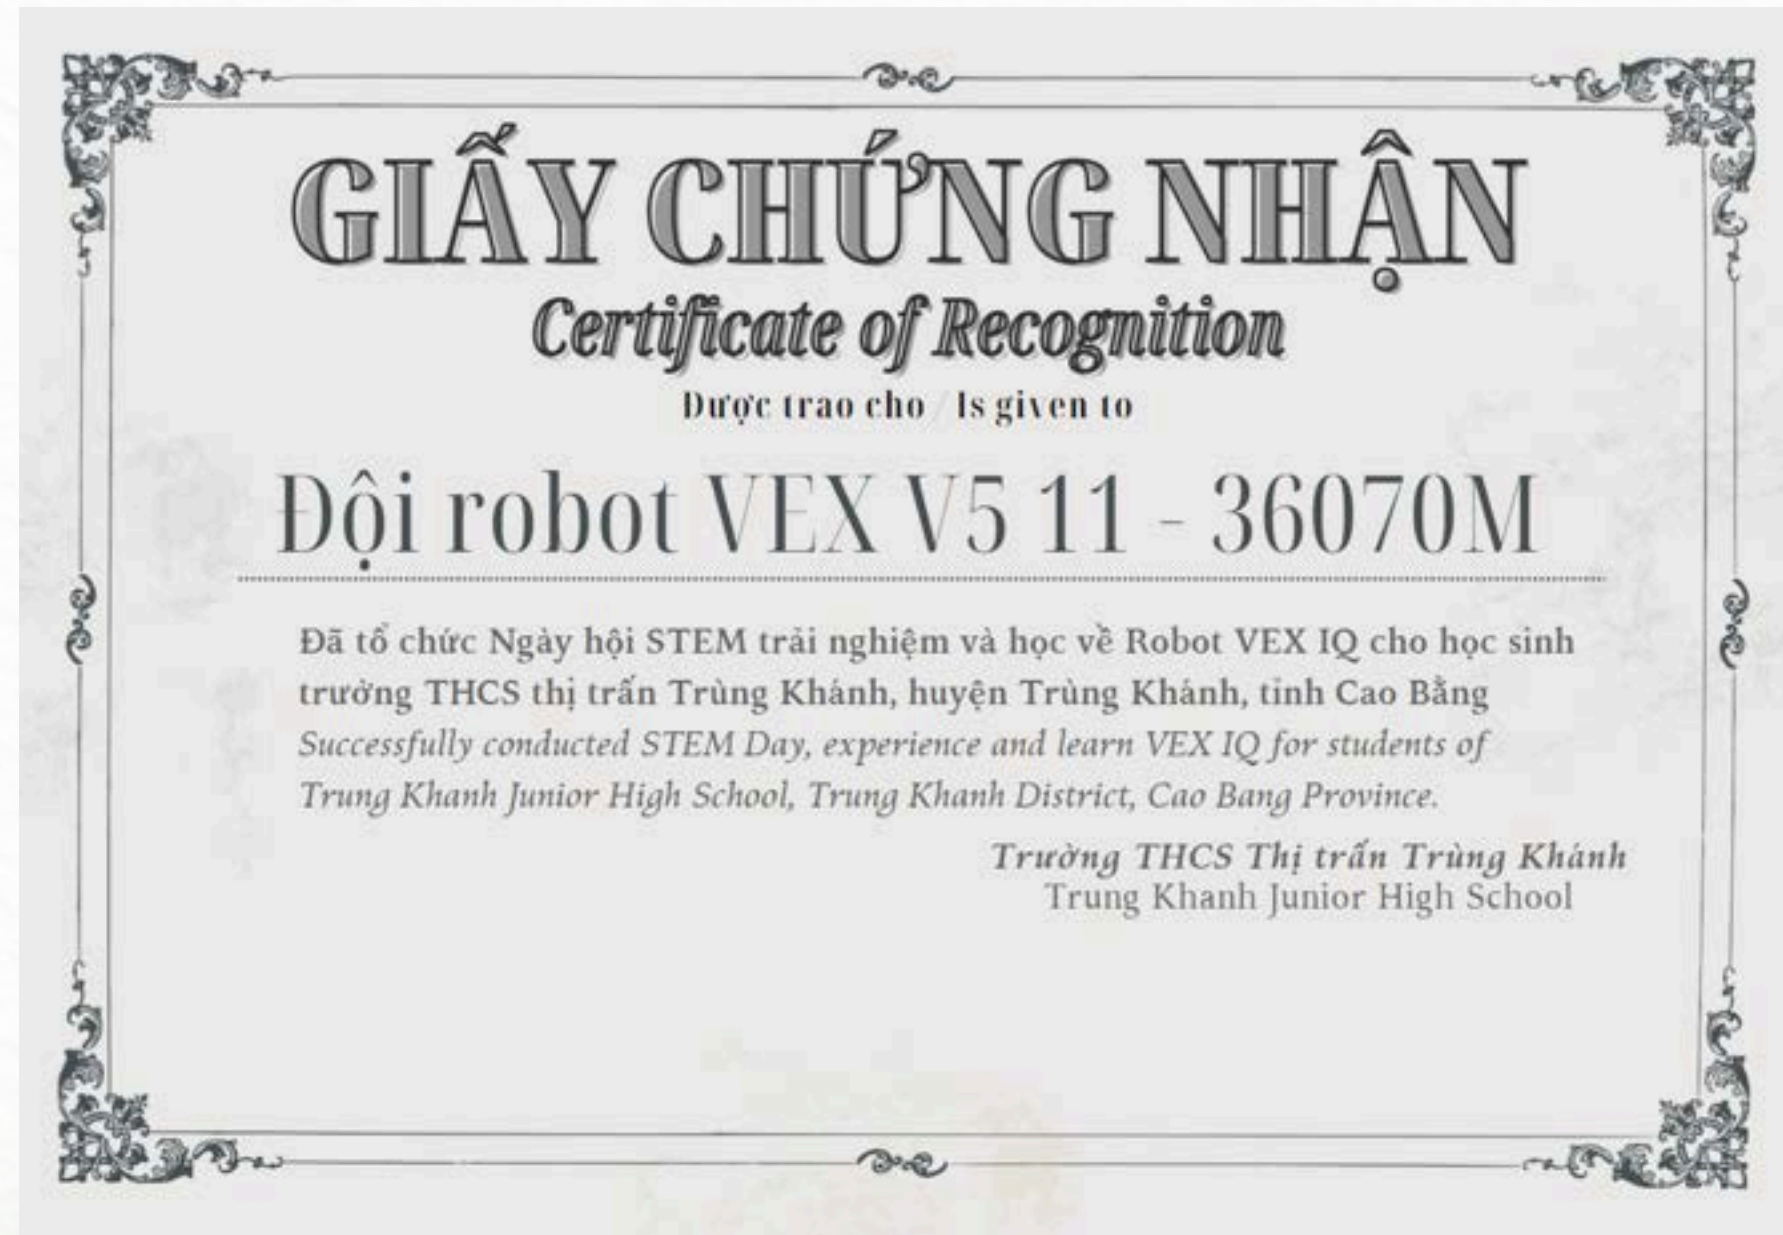 GIẤY CHỨNG NHẬN
Certificate of Recognition
Được trao cho / Is given to
Đội robot VEX V5 11 - 36070M
Đã tổ chức Ngày hội STEM trải nghiệm và học về Robot VEX IQ cho học sinh
trường THCS thị trấn Trùng Khánh, huyện Trùng Khánh, tỉnh Cao Bằng
Successfully conducted STEM Day, experience and learn VEX IQ for students of
Trung Khanh Junior High School, Trung Khanh District, Cao Bang Province.
Trường THCS Thị trấn Trùng Khánh
Trung Khanh Junior High School